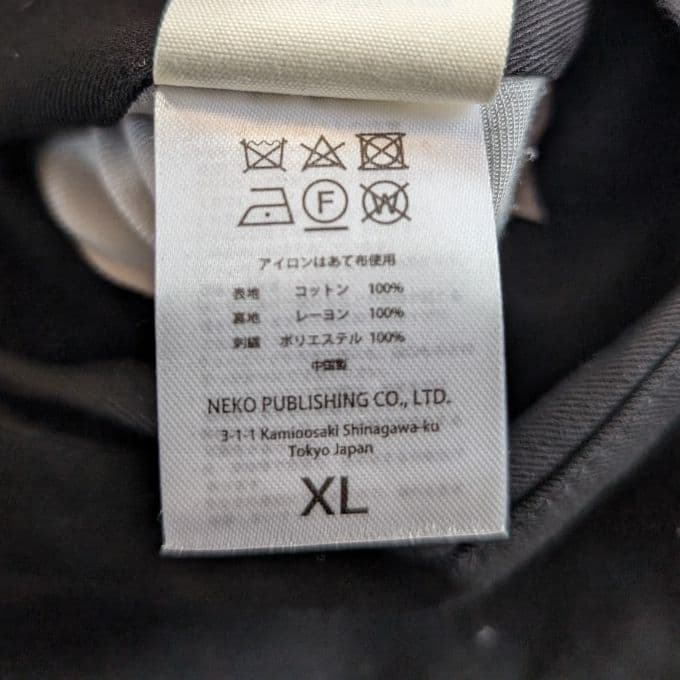 F W
アイロンはあて布使用
表地 コットン 100%
裏地 レーヨン 100%
刺繍 ポリエステル 100%
中国製
NEKO PUBLISHING CO., LTD.
3-1-1 Kamioosaki Shinagawa-ku
Tokyo Japan
XL